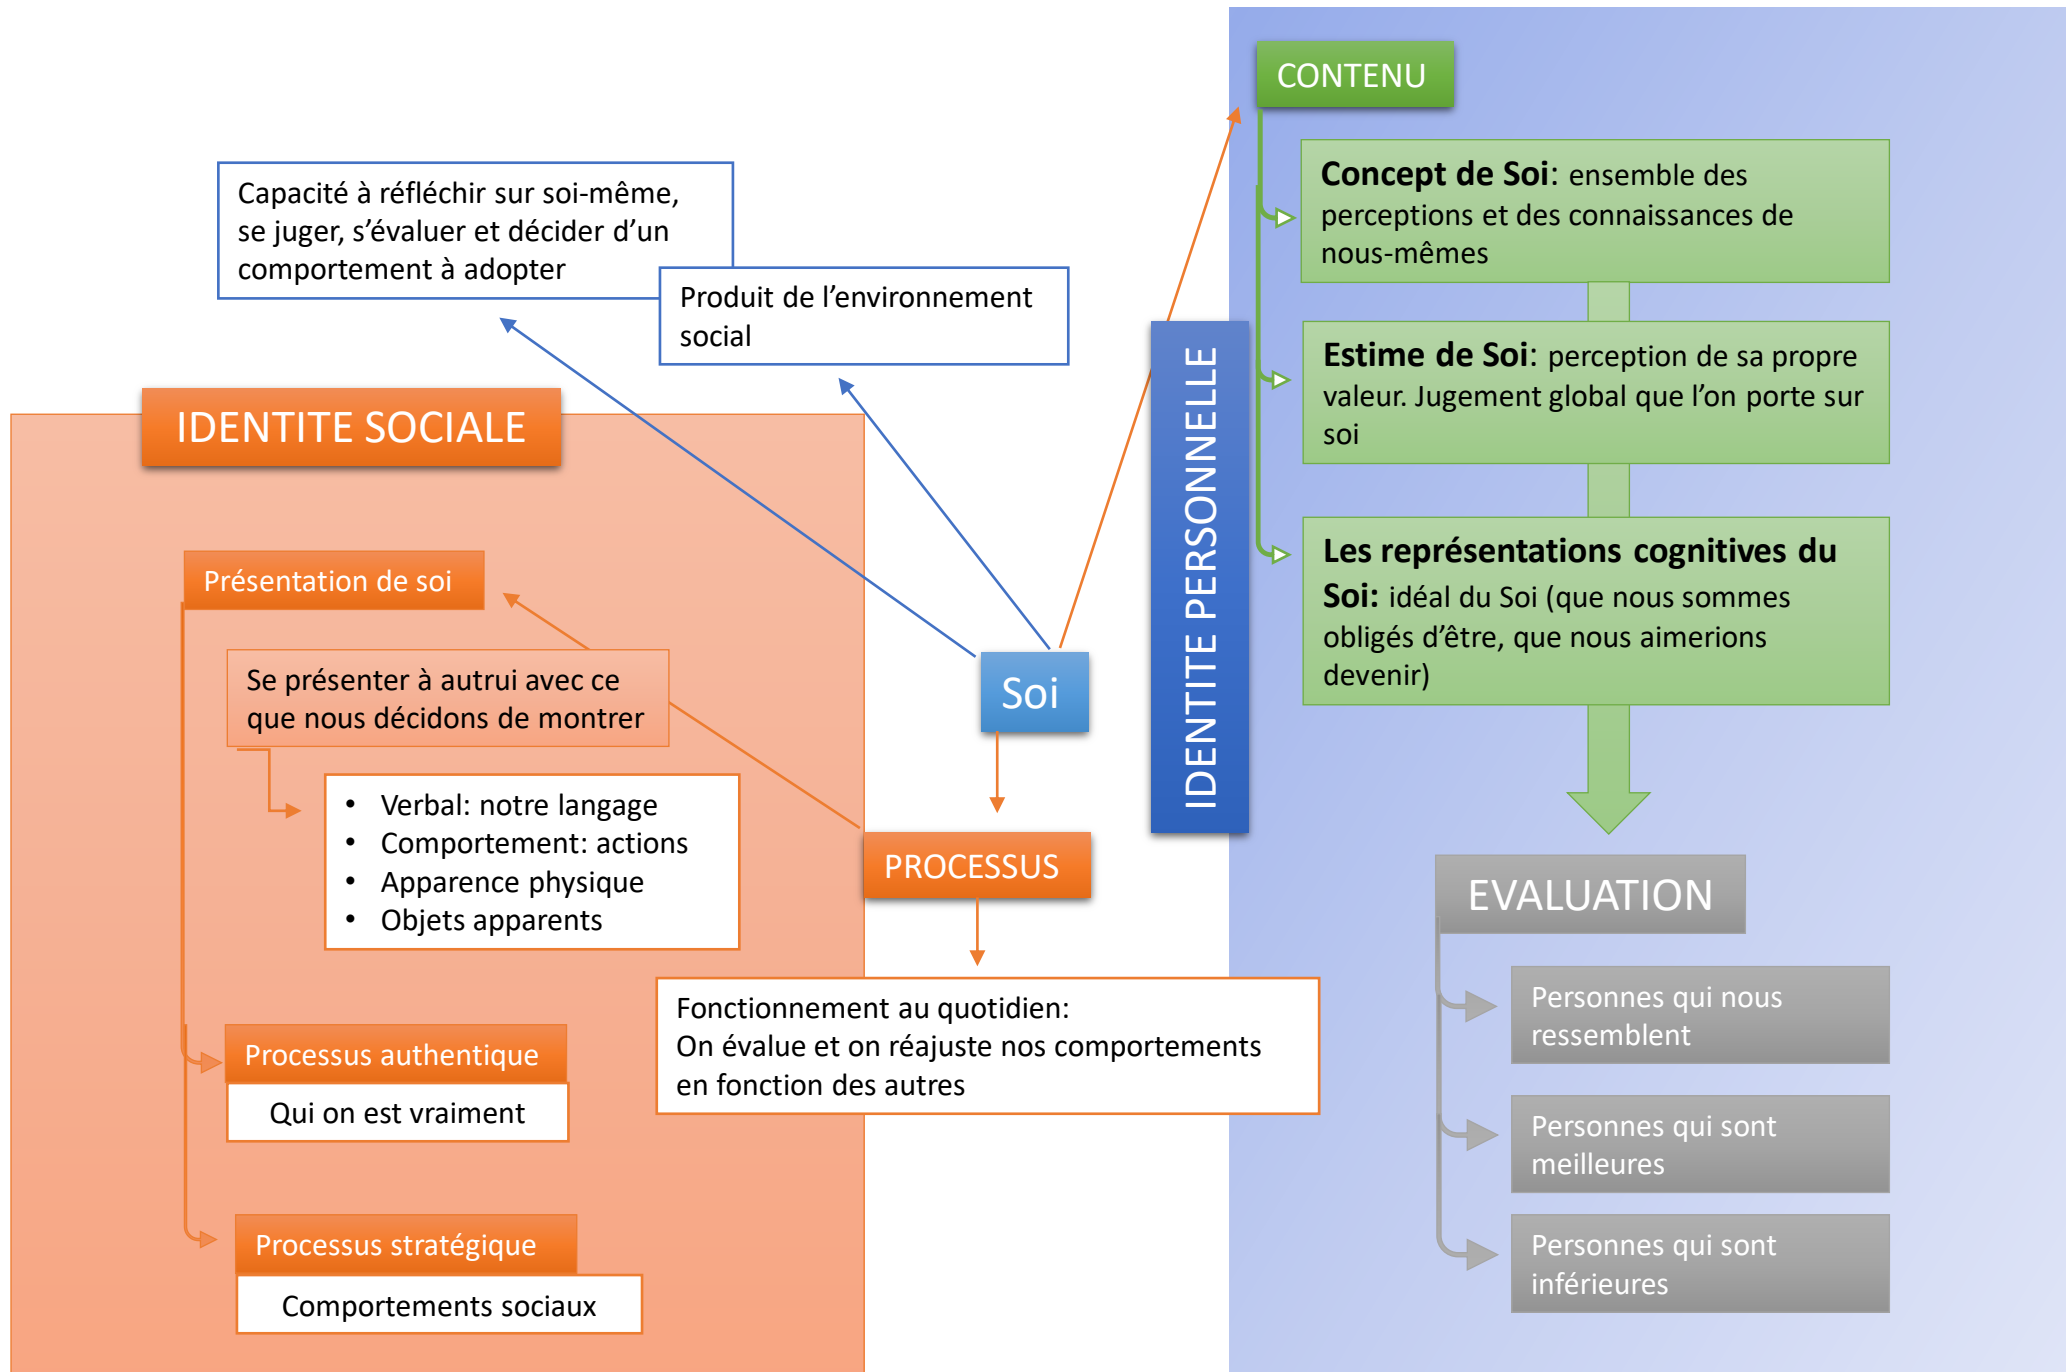 CONTENU
Concept de Soi: ensemble des
perceptions et des connaissances de
nous-mêmes
Capacité à réfléchir sur soi-même,
se juger, s’évaluer et décider d’un
comportement à adopter
Produit de l’environnement
social
IDENTITE PERSONNELLE
Estime de Soi: perception de sa propre
valeur. Jugement global que l’on porte sur
soi
IDENTITE SOCIALE
Les représentations cognitives du
Soi: idéal du Soi (que nous sommes
obligés d’être, que nous aimerions
devenir)
Présentation de soi
Se présenter à autrui avec ce
que nous décidons de montrer
Soi
• Verbal: notre langage
• Comportement: actions
• Apparence physique
• Objets apparents
PROCESSUS
EVALUATION
Fonctionnement au quotidien:
On évalue et on réajuste nos comportements
en fonction des autres
Personnes qui nous
ressemblent
Processus authentique
Qui on est vraiment
Personnes qui sont
meilleures
Processus stratégique
Comportements sociaux
Personnes qui sont
inférieures